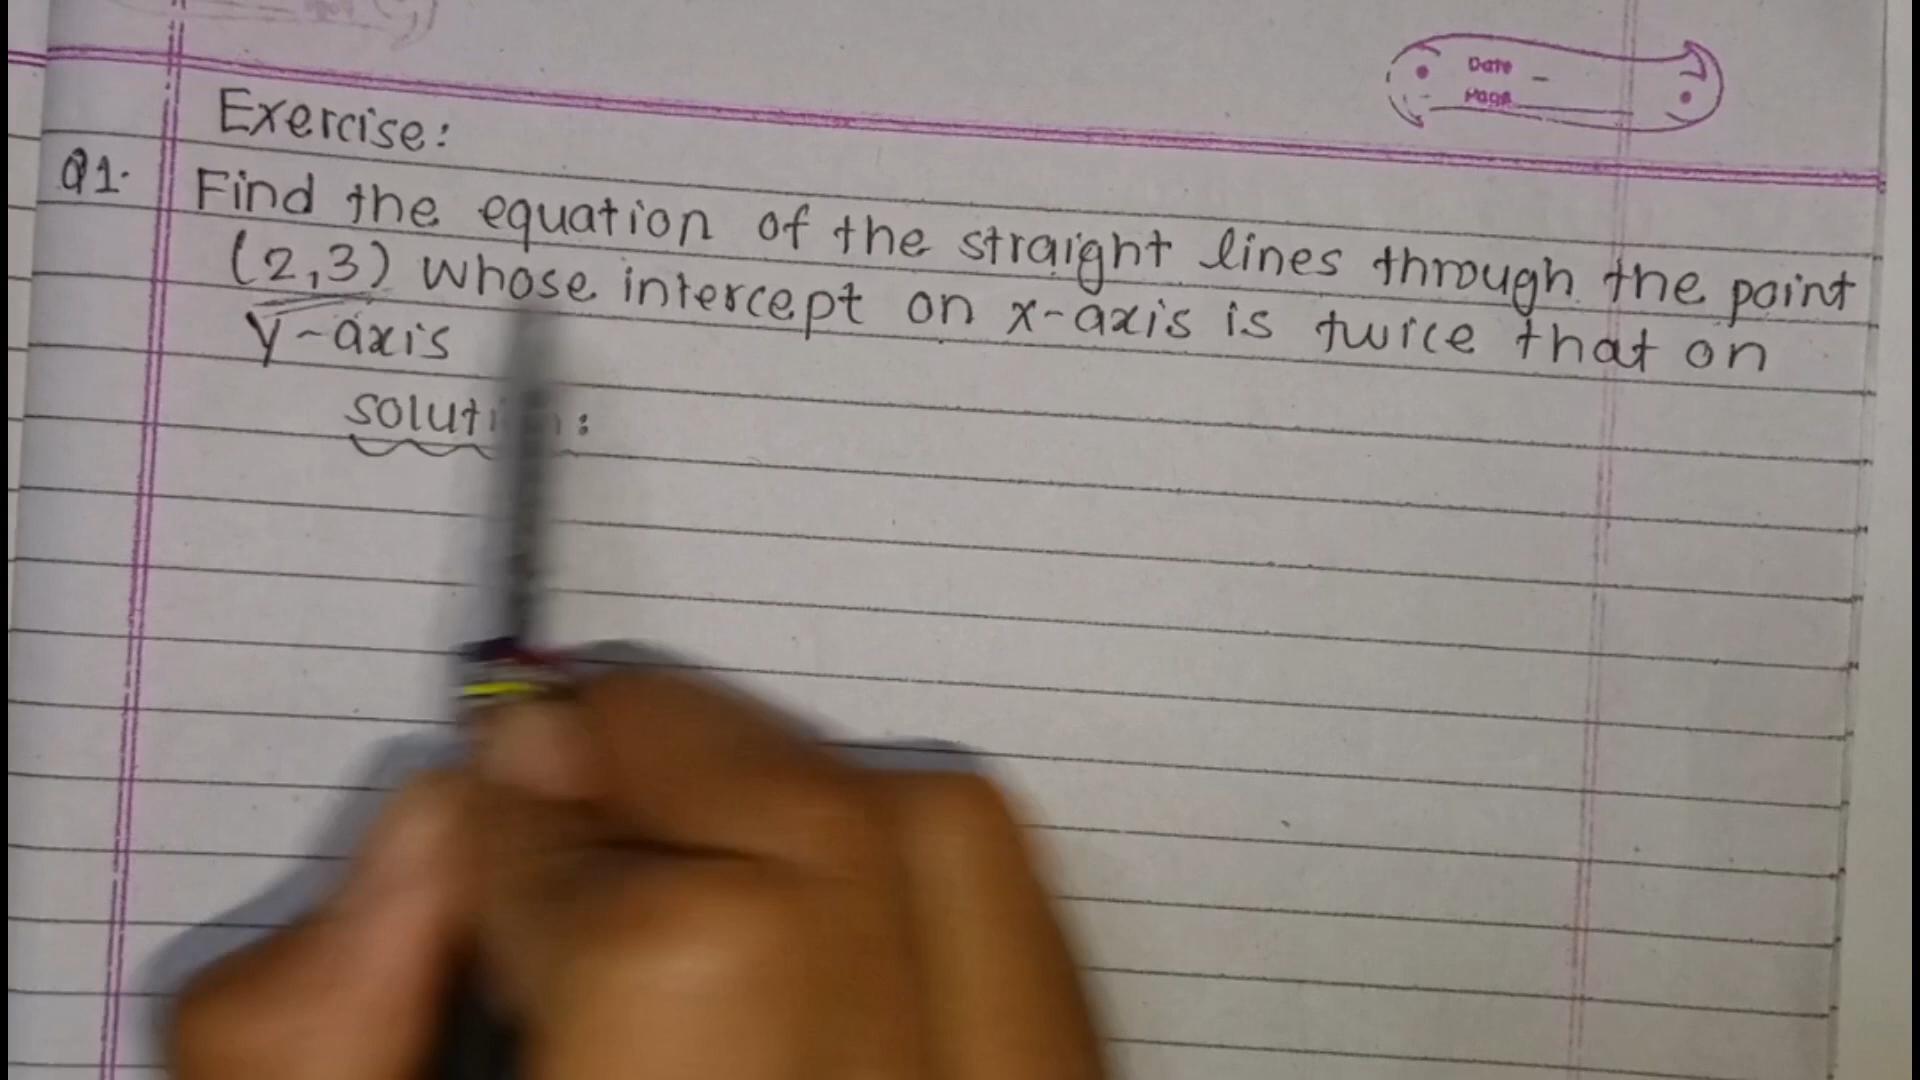 Date
Page
Exercise:
Q1. Find the equation of the straight lines through the point
(2,3) whose intercept on x-axis is twice that on
y-axis